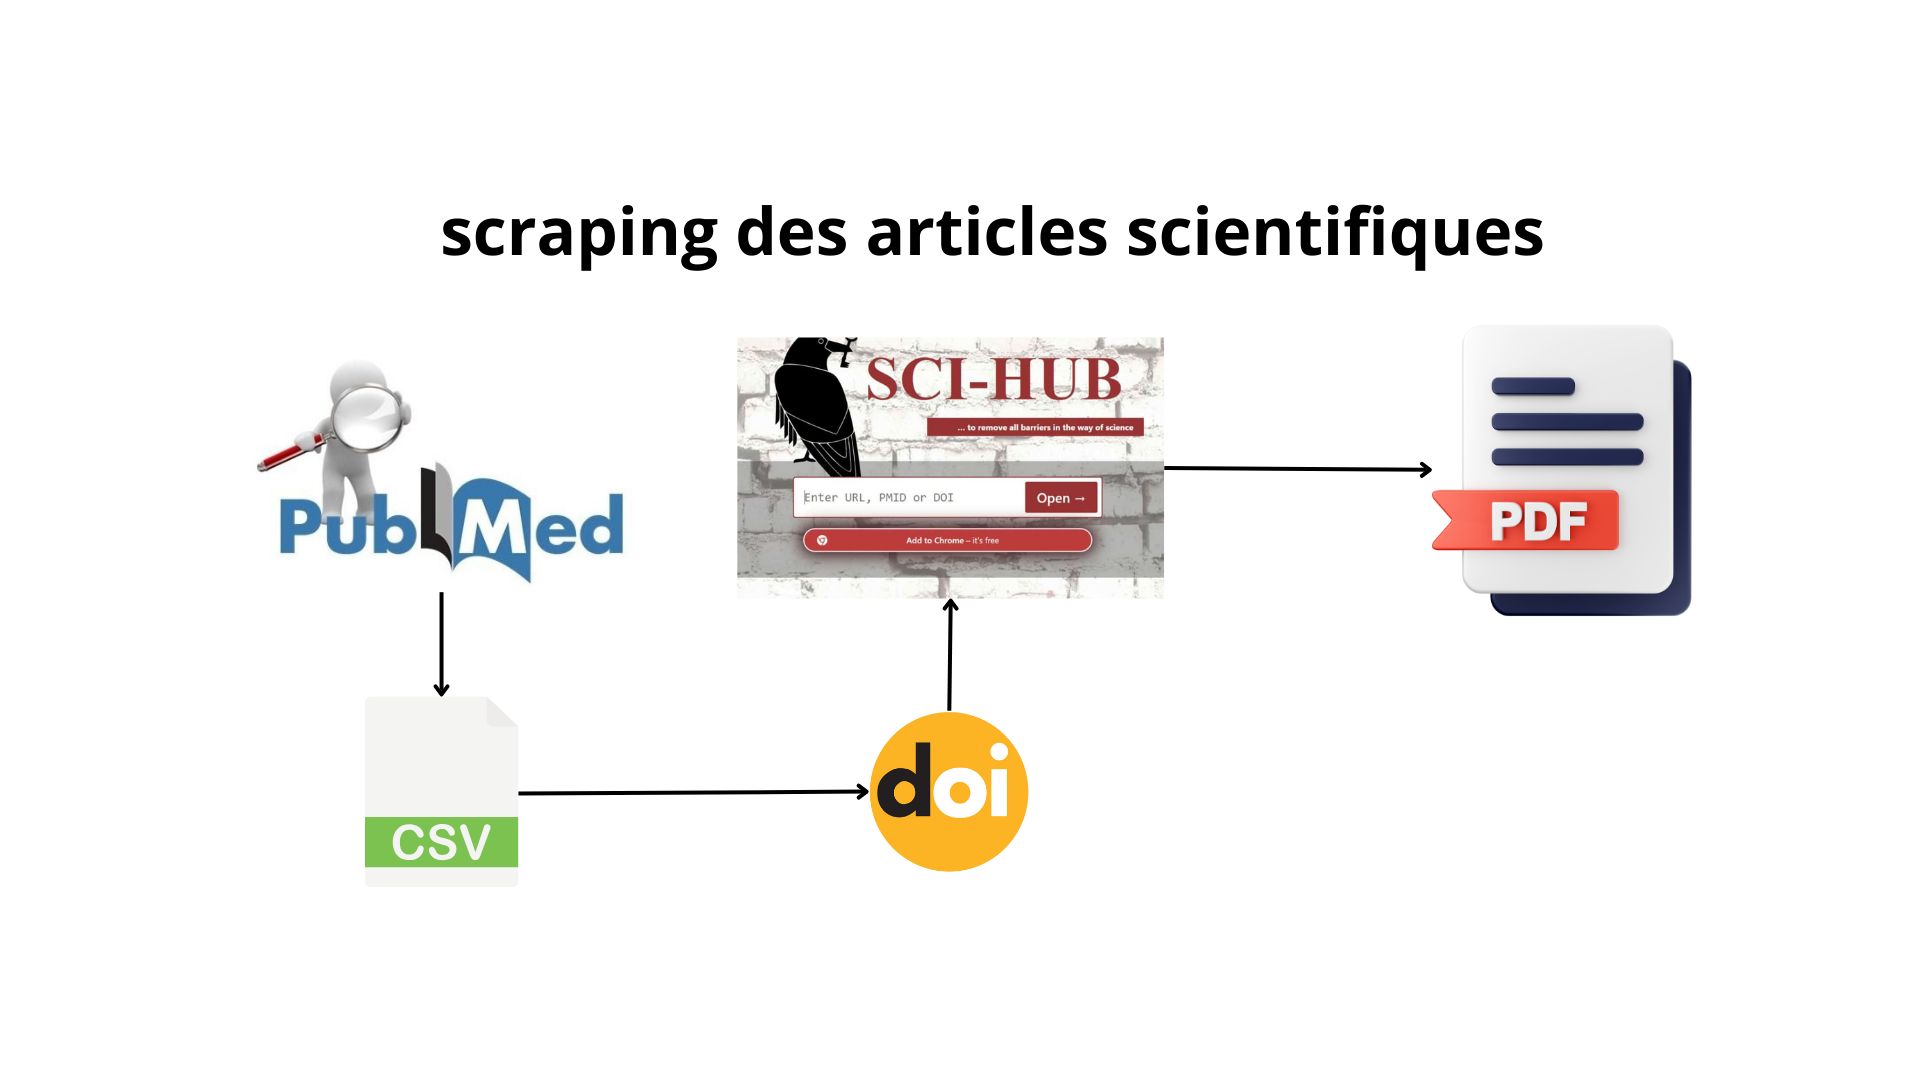 scraping des articles scientifiques
PubMed
SCI-HUB
... to remove all barriers in the way of science
Enter URL, PMID or DOI
Open →
Add to Chrome – it's free
PDF
CSV
doi